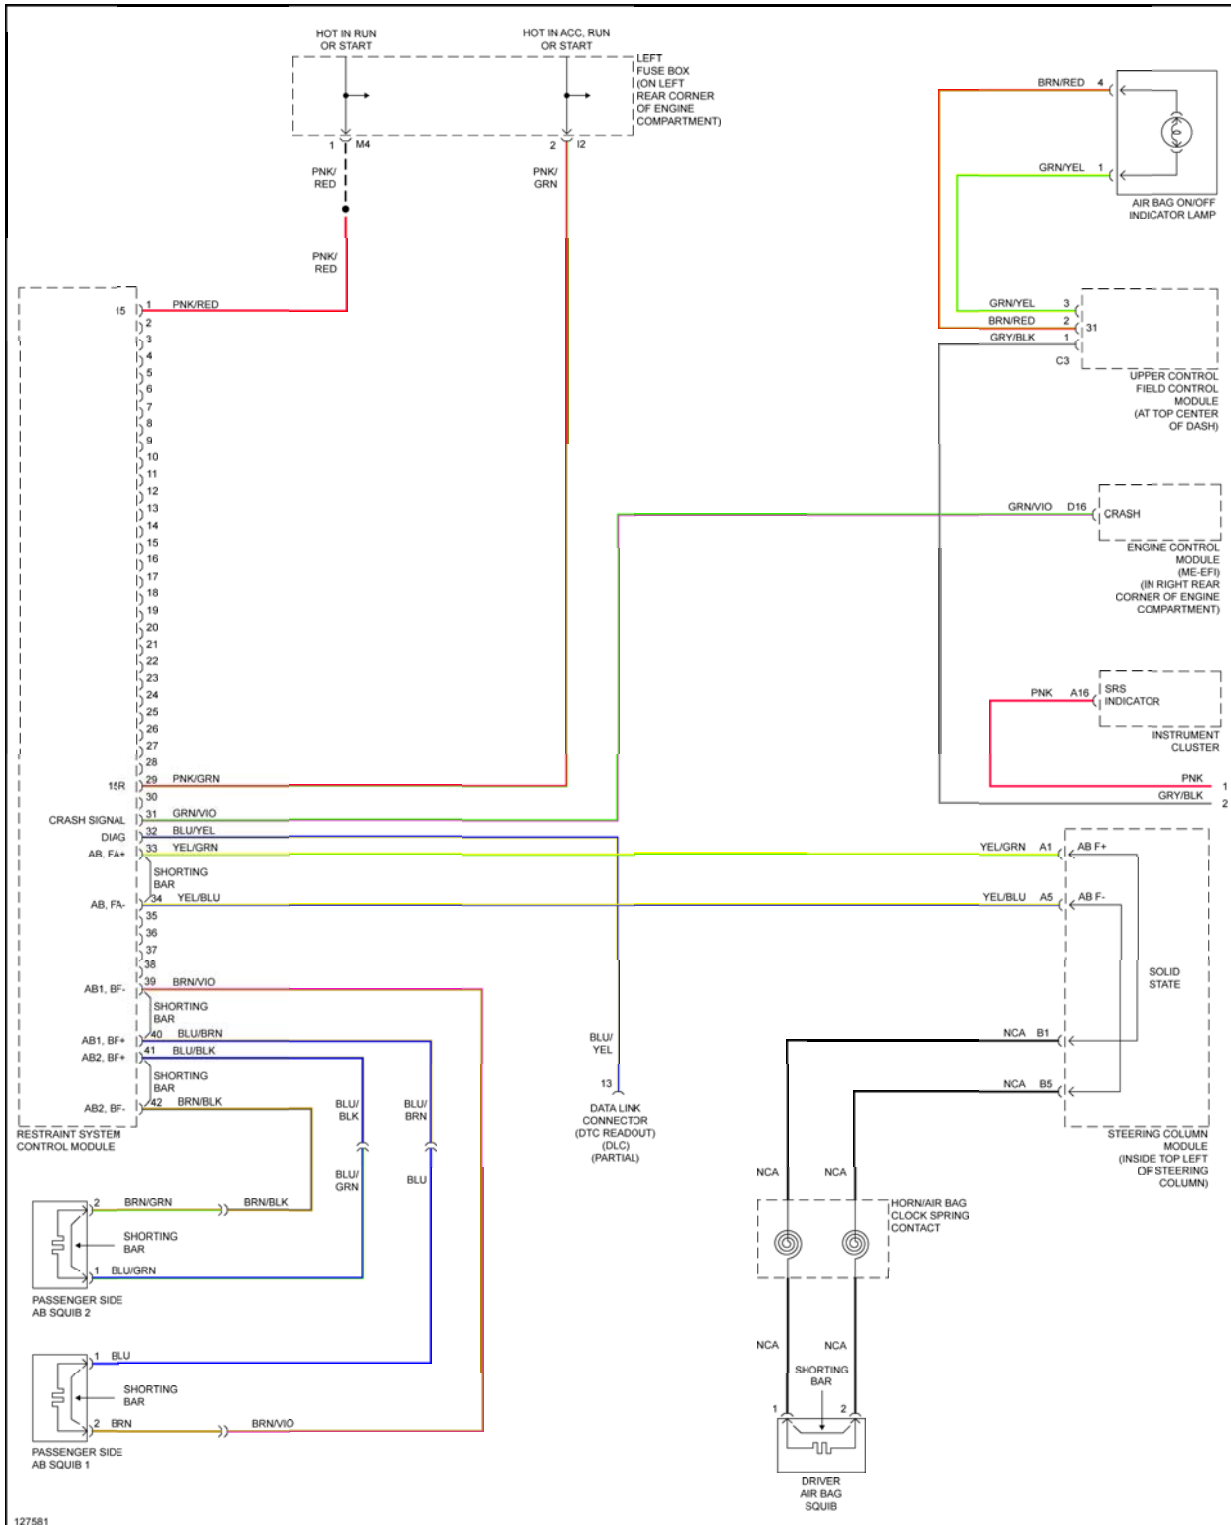 HOT IN RUN
OR START
HOT IN ACC, RUN
OR START
LEFT
FUSE BOX
(ON LEFT
REAR CORNER
OF ENGINE
COMPARTMENT)
1 M4
2 I2
PNK/
RED
PNK/
GRN
PNK/
RED
BRN/RED 4
GRN/YEL 1
AIR BAG ON/OFF
INDICATOR LAMP
GRN/YEL 3
BRN/RED 2 31
GRY/BLK 1
C3
UPPER CONTROL
FIELD CONTROL
MODULE
(AT TOP CENTER
OF DASH)
GRN/VIO D16 CRASH
ENGINE CONTROL
MODULE
(ME-EFI)
(IN RIGHT REAR
CORNER OF ENGINE
COMPARTMENT)
PNK A16 SRS
INDICATOR
INSTRUMENT
CLUSTER
PNK 1
GRY/BLK 2
15 1 PNK/RED
2
3
4
5
6
7
8
9
10
11
12
13
14
15
16
17
18
19
20
21
22
23
24
25
26
27
28
15R 29 PNK/GRN
30
CRASH SIGNAL 31 GRN/VIO
DIAG 32 BLU/YEL
AB, FA+ 33 YEL/GRN
SHORTING
BAR
AB, FA- 34 YEL/BLU
35
36
37
38
AB1, BF- 39 BRN/VIO
SHORTING
BAR
AB1, BF+ 40 BLU/BRN
AB2, BF+ 41 BLU/BLK
SHORTING
BAR
AB2, BF- 42 BRN/BLK
RESTRAINT SYSTEM
CONTROL MODULE
YEL/GRN A1 AB F+
YEL/BLU A5 AB F-
SOLID
STATE
NCA B1
NCA B5
STEERING COLUMN
MODULE
(INSIDE TOP LEFT
OF STEERING
COLUMN)
BLU/
YEL
13
DATA LINK
CONNECTOR
(DTC READOUT)
(DLC)
(PARTIAL)
BLU/
BLK
BLU/
BRN
BLU/
GRN
BLU
2 BRN/GRN BRN/BLK
SHORTING
BAR
1 BLU/GRN
PASSENGER SIDE
AB SQUIB 2
1 BLU
SHORTING
BAR
2 BRN BRN/VIO
PASSENGER SIDE
AB SQUIB 1
NCA NCA
HORN/AIR BAG
CLOCK SPRING
CONTACT
NCA NCA
SHORTING
BAR
1 2
DRIVER
AIR BAG
SQUIB
127581